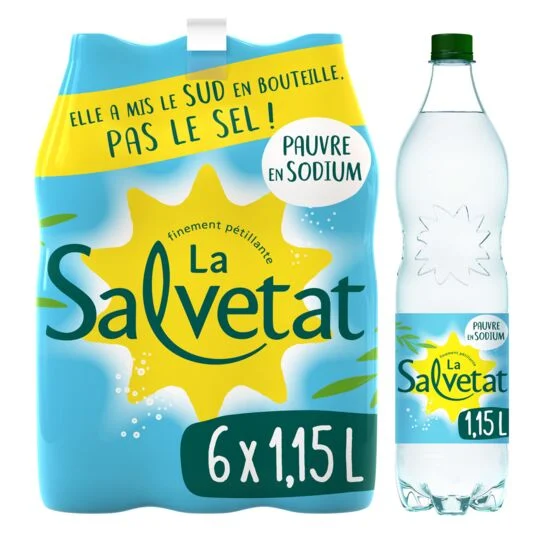 ELLE A MIS LE SUD EN BOUTEILLE.
PAS LE SEL !
PAUVRE
EN SODIUM
finement pétillante
La
Salvetat
6 x 1,15 L
PAUVRE
EN SODIUM
finement pétillante
La
Salvetat
1,15 L